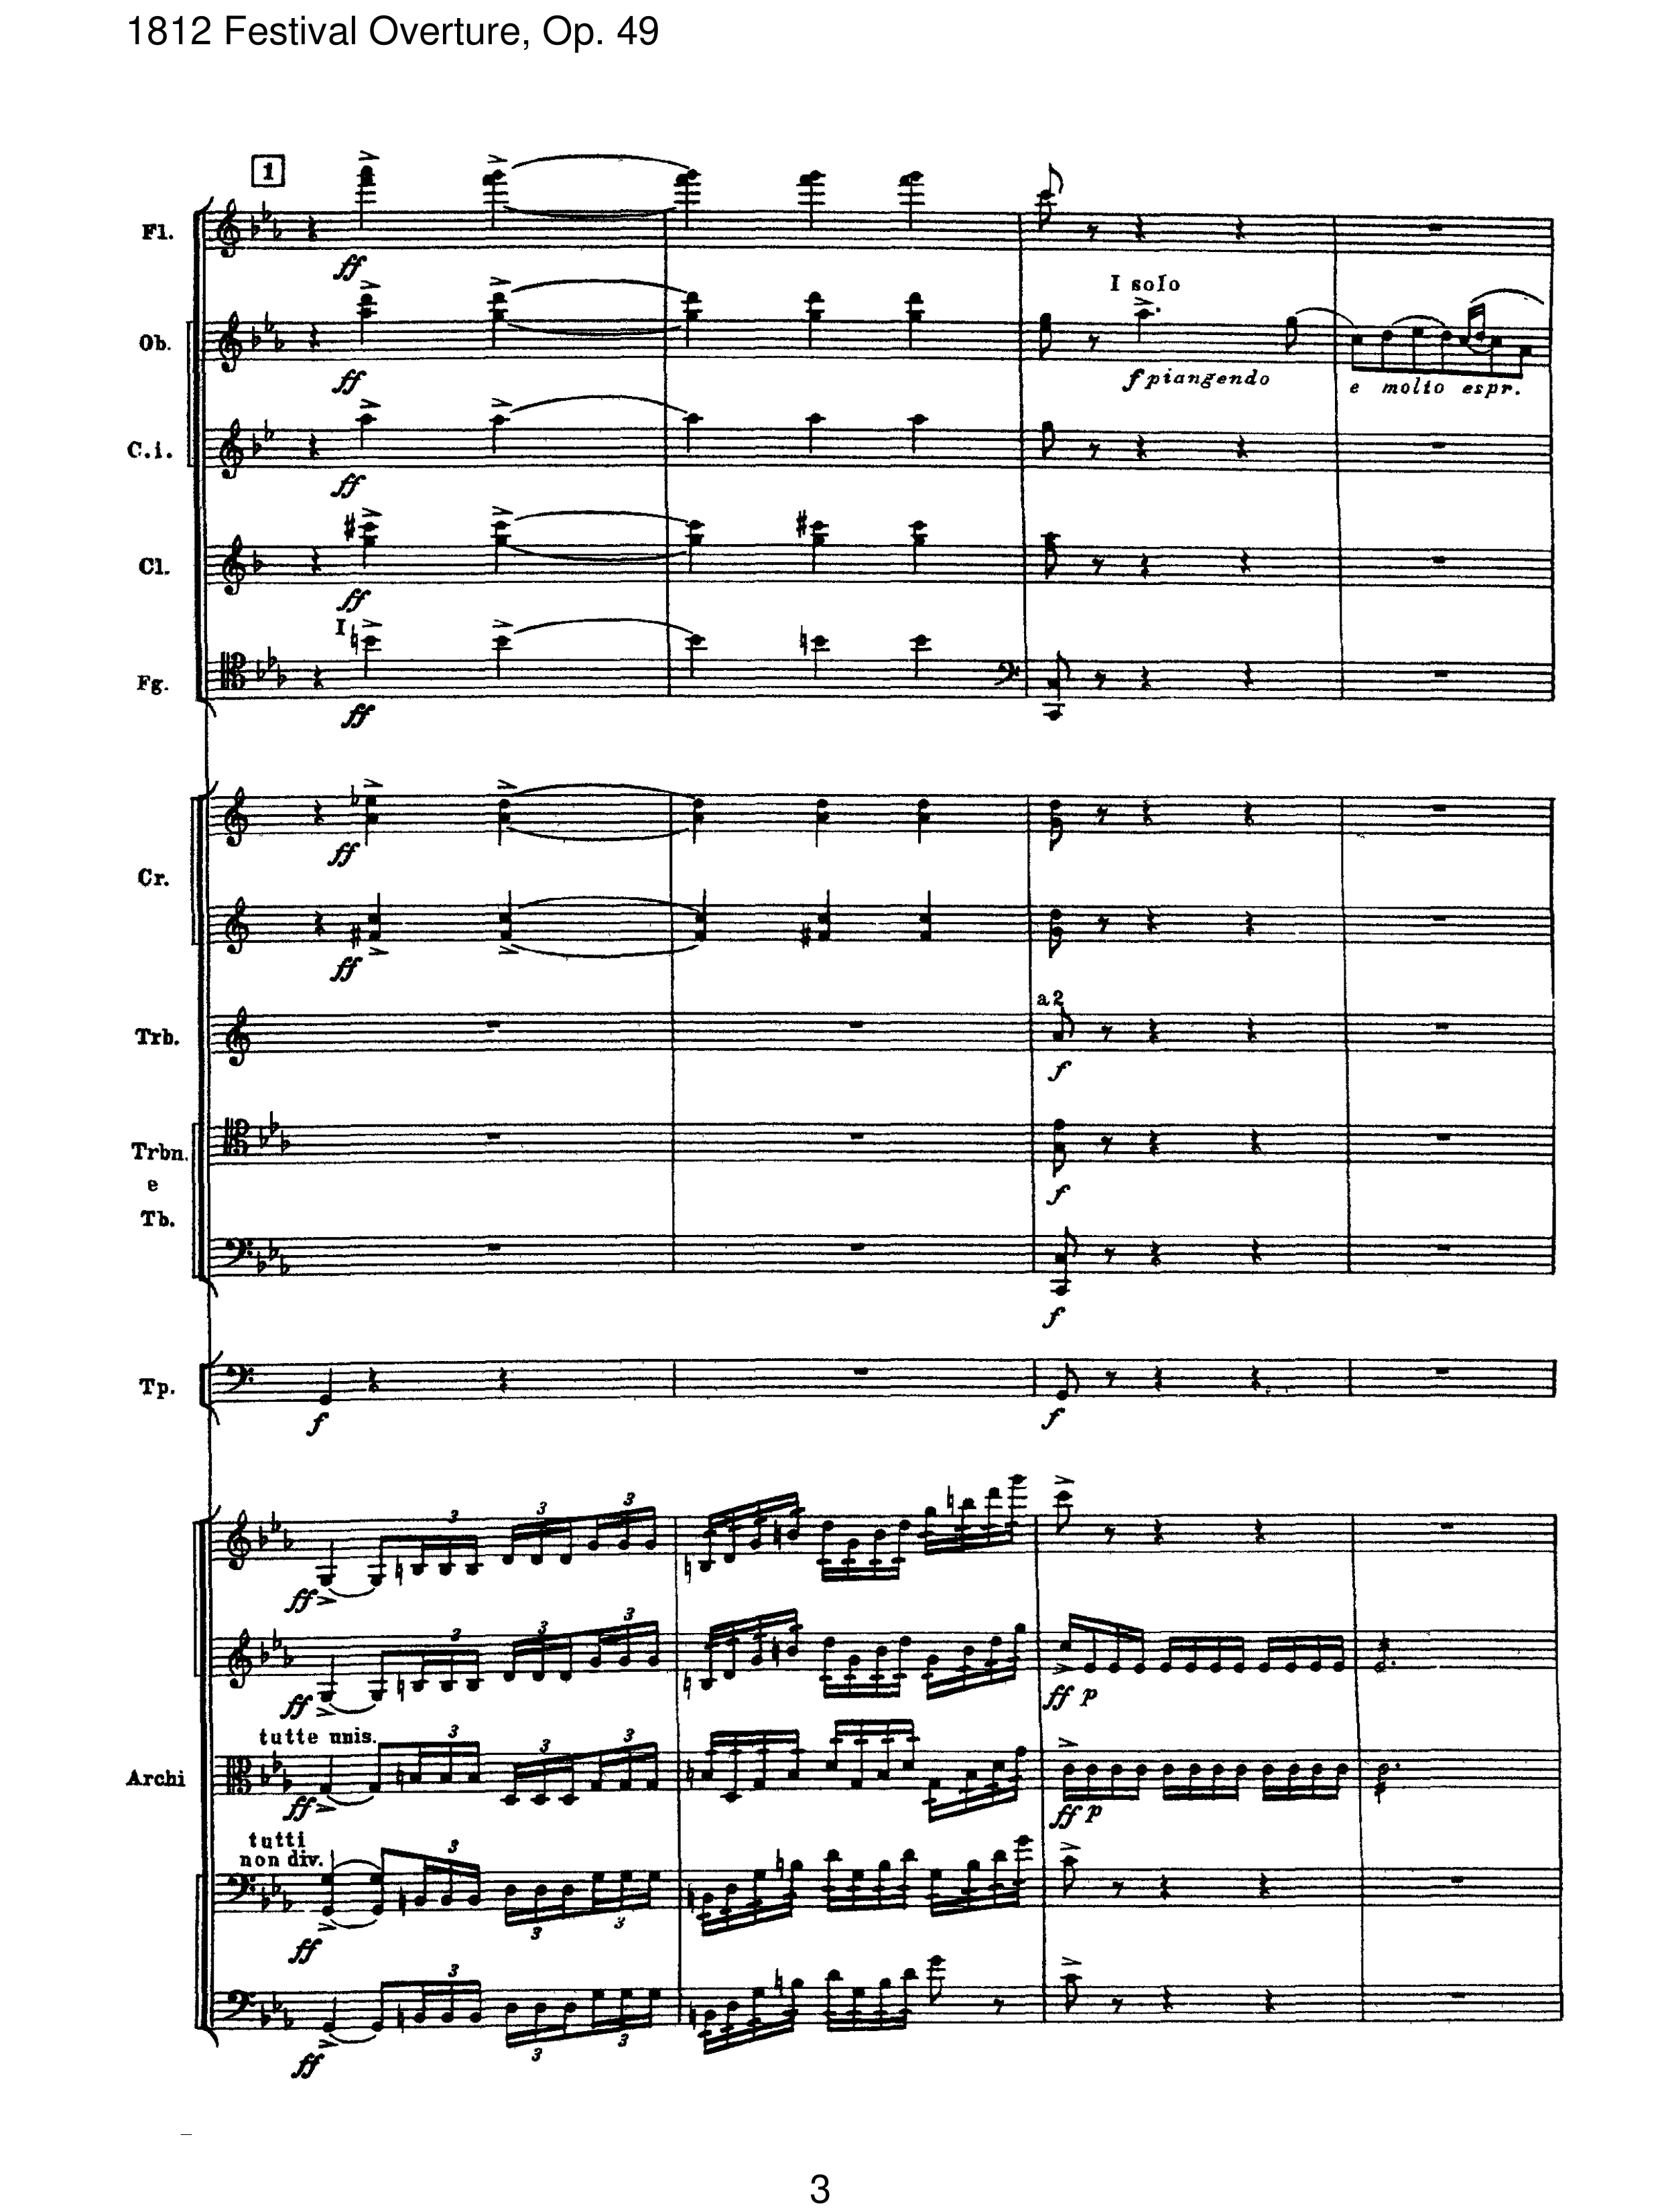 1812 Festival Overture, Op. 49
1
Fl.
ff
I solo
Ob.
ff
f piangendo e molto espr.
C.i.
ff
Cl.
ff
I
Fg.
ff
ff
Cr.
ff
a2
Trb.
f
Trbn.
e
Tb.
f
f
Tp.
f f
3 3 3
ff
3 3 3
ff ff p
tutte unis.
3 3 3
Archi
ff ff p
tutti
non div.
3
3 3
ff
3
3 3
ff
3